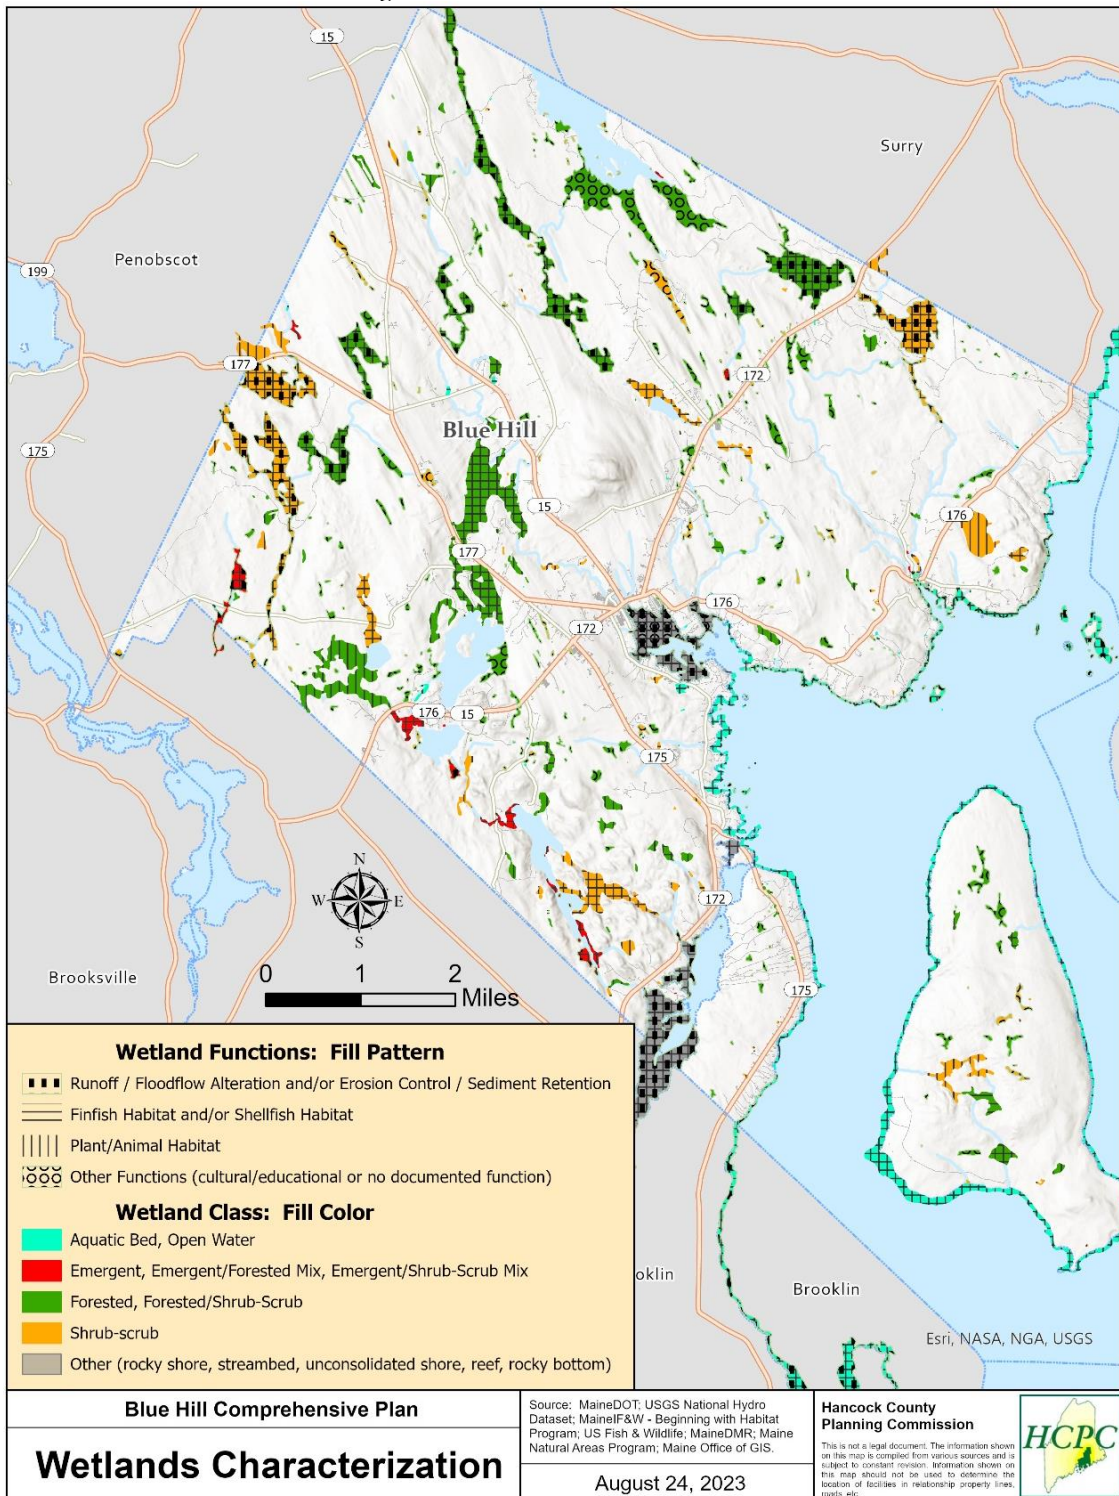 15
Surry
Penobscot
199
177
172
175
Blue Hill
15
176
177
176
172
176
15
175
N
W
E
S
172
Brooksville
0 1 2
Miles
175
Wetland Functions: Fill Pattern
Runoff / Floodflow Alteration and/or Erosion Control / Sediment Retention
Finfish Habitat and/or Shellfish Habitat
Plant/Animal Habitat
Other Functions (cultural/educational or no documented function)
Wetland Class: Fill Color
Aquatic Bed, Open Water
Emergent, Emergent/Forested Mix, Emergent/Shrub-Scrub Mix
Forested, Forested/Shrub-Scrub
Shrub-scrub
Other (rocky shore, streambed, unconsolidated shore, reef, rocky bottom)
oklin
Brooklin
Esri, NASA, NGA, USGS
Blue Hill Comprehensive Plan
Wetlands Characterization
Source: MaineDOT; USGS National Hydro
Dataset; MaineIF&W - Beginning with Habitat
Program; US Fish & Wildlife; MaineDMR; Maine
Natural Areas Program; Maine Office of GIS.
August 24, 2023
Hancock County
Planning Commission
This is not a legal document. The information shown
on this map is compiled from various sources and is
subject to constant revision. Information shown on
this map should not be used to determine the
location of facilities in relationship property lines,
roads, etc.
HCPC